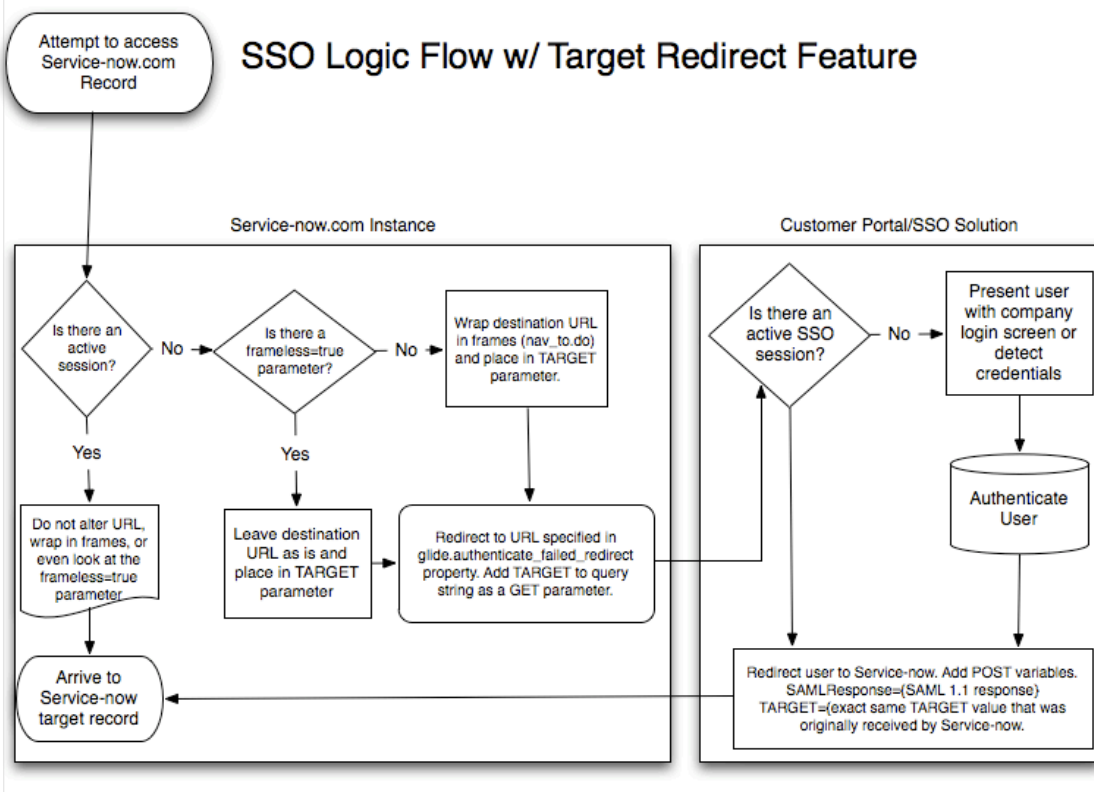 Attempt to access
Service-now.com
Record
SSO Logic Flow w/ Target Redirect Feature
Service-now.com Instance
Is there an
active
session?
No
Is there a
frameless=true
parameter?
No
Wrap destination URL
in frames (nav_to.do)
and place in TARGET
parameter.
Yes
Yes
Do not alter URL,
wrap in frames, or
even look at the
frameless=true
parameter
Leave destination
URL as is and
place in TARGET
parameter
Redirect to URL specified in
glide.authenticate_failed_redirect
property. Add TARGET to query
string as a GET parameter.
Arrive to
Service-now
target record
Customer Portal/SSO Solution
Is there an
active SSO
session?
No
Present user
with company
login screen or
detect
credentials
Authenticate
User
Redirect user to Service-now. Add POST variables.
SAMLResponse={SAML 1.1 response}
TARGET={exact same TARGET value that was
originally received by Service-now.